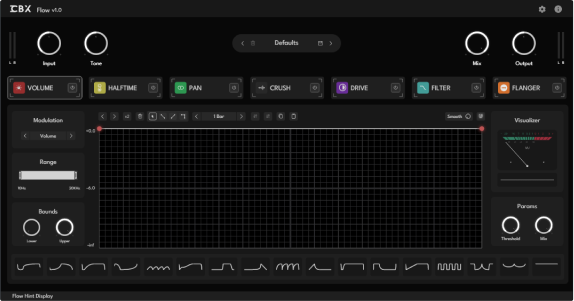 CBX Flow v1.0
Input
Tone
Defaults
Mix
Output
L R
L R
VOLUME
HALFTIME
PAN
CRUSH
DRIVE
FILTER
FLANGER
Modulation
Volume
Range
20Hz
Bounds
Lower
Upper
1 Bar
Smooth
+0.0
-6.0
-inf
Visualizer
Params
Threshold
Mix
Flow Hint Display